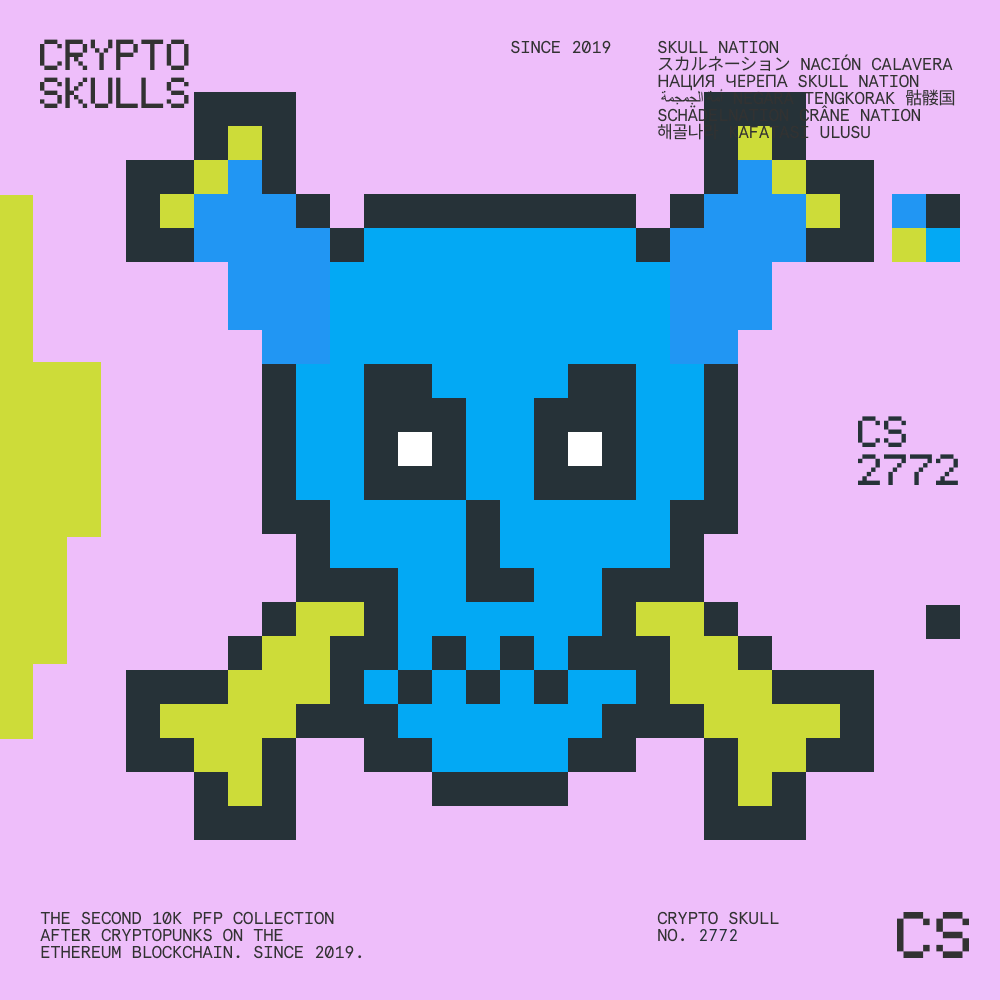 CRYPTO
SKULLS
SINCE 2019
SKULL NATION
スカルネーション NACIÓN CALAVERA
НАЦИЯ ЧЕРЕПА SKULL NATION
الجمجمة TENGKORAK 骷髅国
CRÂNE NATION
해골 ULUSU
CS
2772
THE SECOND 10K PFP COLLECTION
AFTER CRYPTOPUNKS ON THE
ETHEREUM BLOCKCHAIN. SINCE 2019.
CRYPTO SKULL
NO. 2772
CS